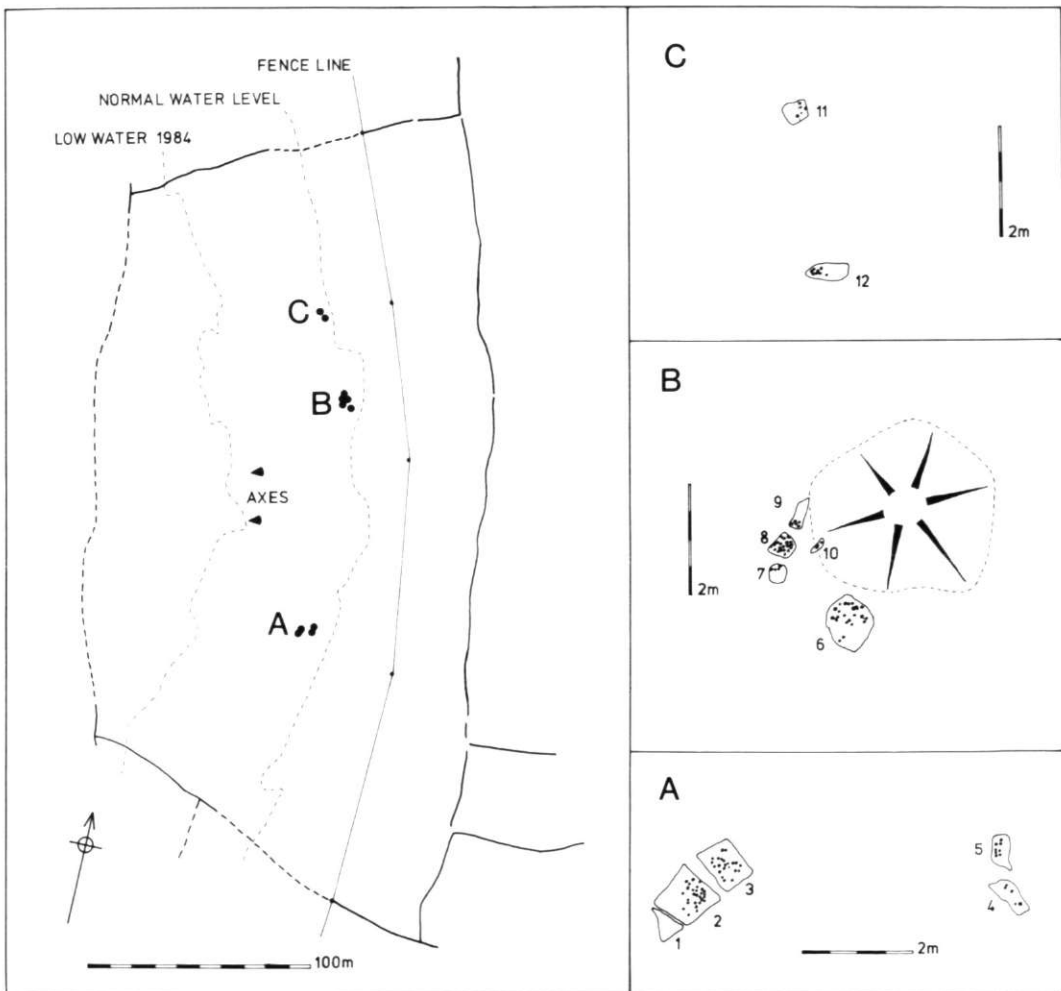 FENCE LINE
NORMAL WATER LEVEL
LOW WATER 1984
C
B
AXES
A
100m
C
11
2m
12
B
9
8
10
7
2m
6
A
5
3
4
2
1
2m